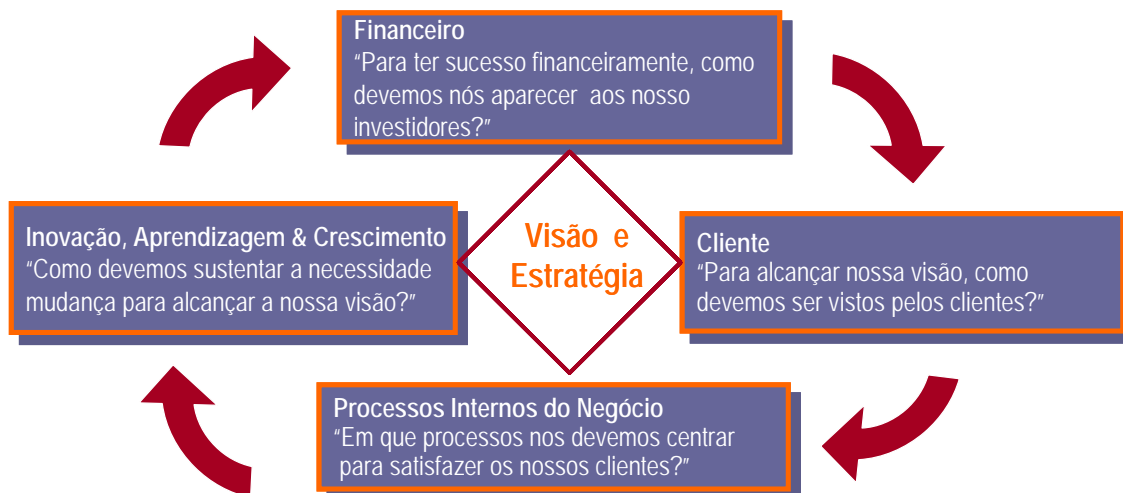 Financeiro
“Para ter sucesso financeiramente, como
devemos nós aparecer aos nosso
investidores?”
Inovação, Aprendizagem & Crescimento
“Como devemos sustentar a necessidade
mudança para alcançar a nossa visão?”
Visão e
Estratégia
Cliente
“Para alcançar nossa visão, como
devemos ser vistos pelos clientes?”
Processos Internos do Negócio
“Em que processos nos devemos centrar
para satisfazer os nossos clientes?”